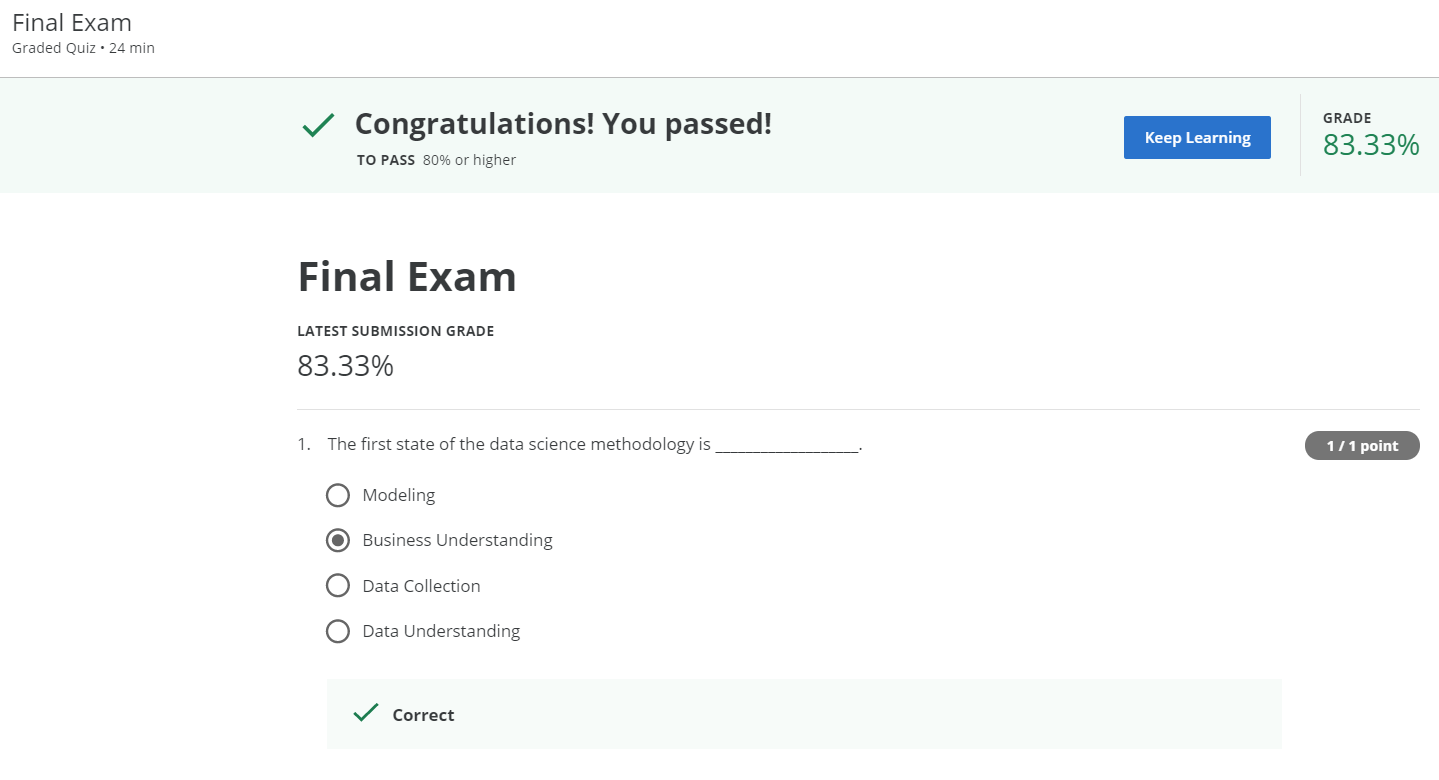 Final Exam
Graded Quiz • 24 min
Congratulations! You passed!
TO PASS 80% or higher
Keep Learning
GRADE
83.33%
Final Exam
LATEST SUBMISSION GRADE
83.33%
1. The first state of the data science methodology is ___________________.
1 / 1 point
Modeling
Business Understanding
Data Collection
Data Understanding
Correct